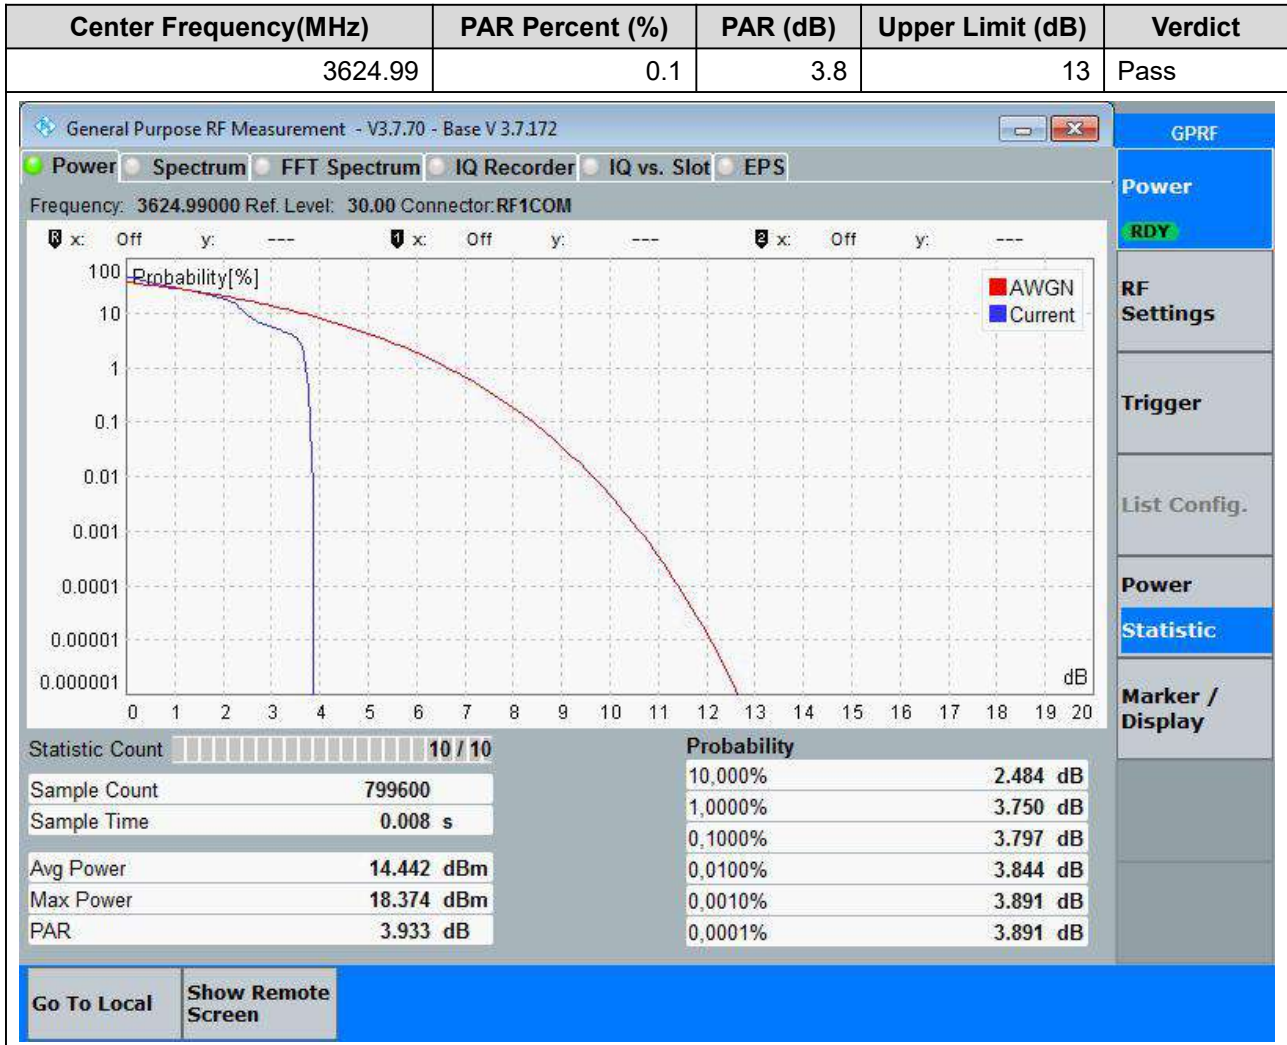 Center Frequency(MHz) PAR Percent (%) PAR (dB) Upper Limit (dB) Verdict
3624.99 0.1 3.8 13 Pass
General Purpose RF Measurement - V3.7.70 - Base V 3.7.172
GPRF
Power Spectrum FFT Spectrum IQ Recorder IQ vs. Slot EPS
Frequency: 3624.99000 Ref. Level: 30.00 Connector:RF1COM
R x: Off y: --- 1 x: Off y: --- 2 x: Off y: ---
Probability[%]
AWGN
Current
100
10
1
0.1
0.01
0.001
0.0001
0.00001
0.000001
dB
0 1 2 3 4 5 6 7 8 9 10 11 12 13 14 15 16 17 18 19 20
Statistic Count 10 / 10
Sample Count 799600
Sample Time 0.008 s
Avg Power 14.442 dBm
Max Power 18.374 dBm
PAR 3.933 dB
Probability
10,000% 2.484 dB
1,0000% 3.750 dB
0,1000% 3.797 dB
0,0100% 3.844 dB
0,0010% 3.891 dB
0,0001% 3.891 dB
Power
RDY
RF
Settings
Trigger
List Config.
Power
Statistic
Marker /
Display
Go To Local
Show Remote
Screen